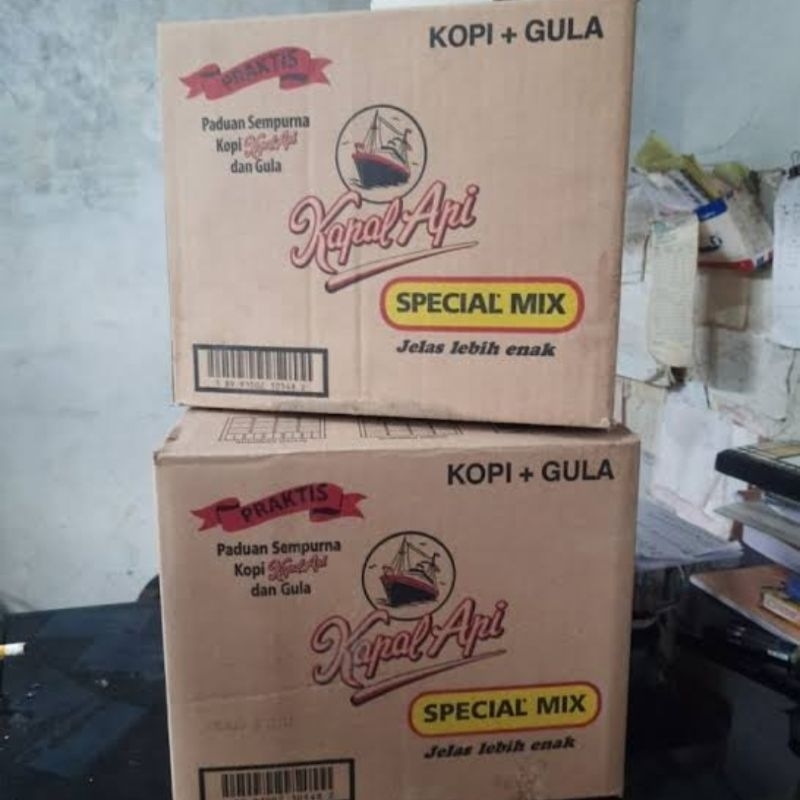 KOPI + GULA
PRAKTIS
Paduan Sempurna
Kopi Kapal Api
dan Gula
Kapal Api
SPECIAL MIX
Jelas lebih enak
KOPI + GULA
PRAKTIS
Paduan Sempurna
Kopi Kapal Api
dan Gula
Kapal Api
SPECIAL MIX
Jelas lebih enak